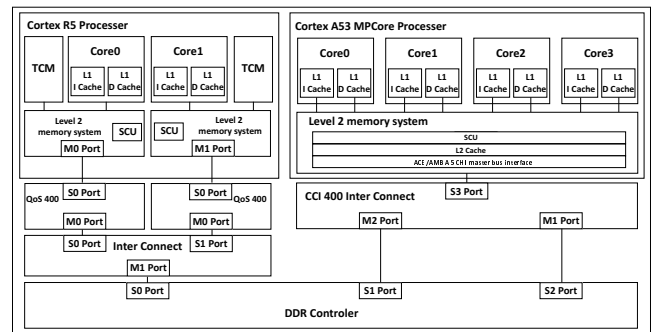 Cortex R5 Processer
TCM
Core0
L1
I Cache
L1
D Cache
Core1
L1
I Cache
L1
D Cache
TCM
Level 2
memory system
SCU
M0 Port
SCU
Level 2
memory system
M1 Port
S0 Port
QoS 400
M0 Port
S0 Port
QoS 400
M0 Port
S0 Port
S1 Port
Inter Connect
M1 Port
Cortex A53 MPCore Processer
Core0
L1
I Cache
L1
D Cache
Core1
L1
I Cache
L1
D Cache
Core2
L1
I Cache
L1
D Cache
Core3
L1
I Cache
L1
D Cache
Level 2 memory system
SCU
L2 Cache
ACE /AMBA 5 CHI masser bus interface
S3 Port
CCI 400 Inter Connect
M2 Port
M1 Port
S0 Port
S1 Port
S2 Port
DDR Controler